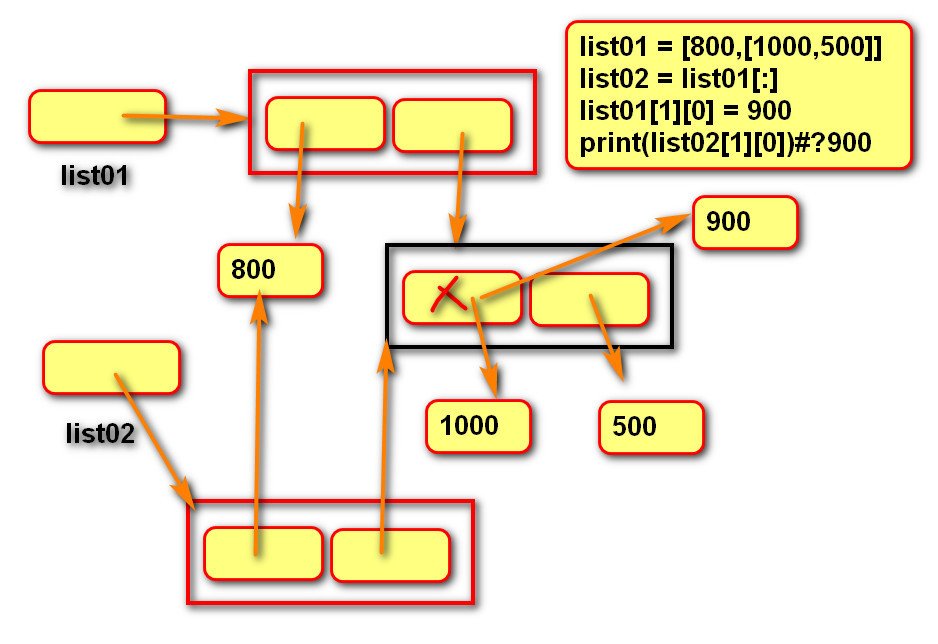 list01 = [800,[1000,500]]
list02 = list01[:]
list01[1][0] = 900
print(list02[1][0])#?900
list01
900
800
1000
500
list02